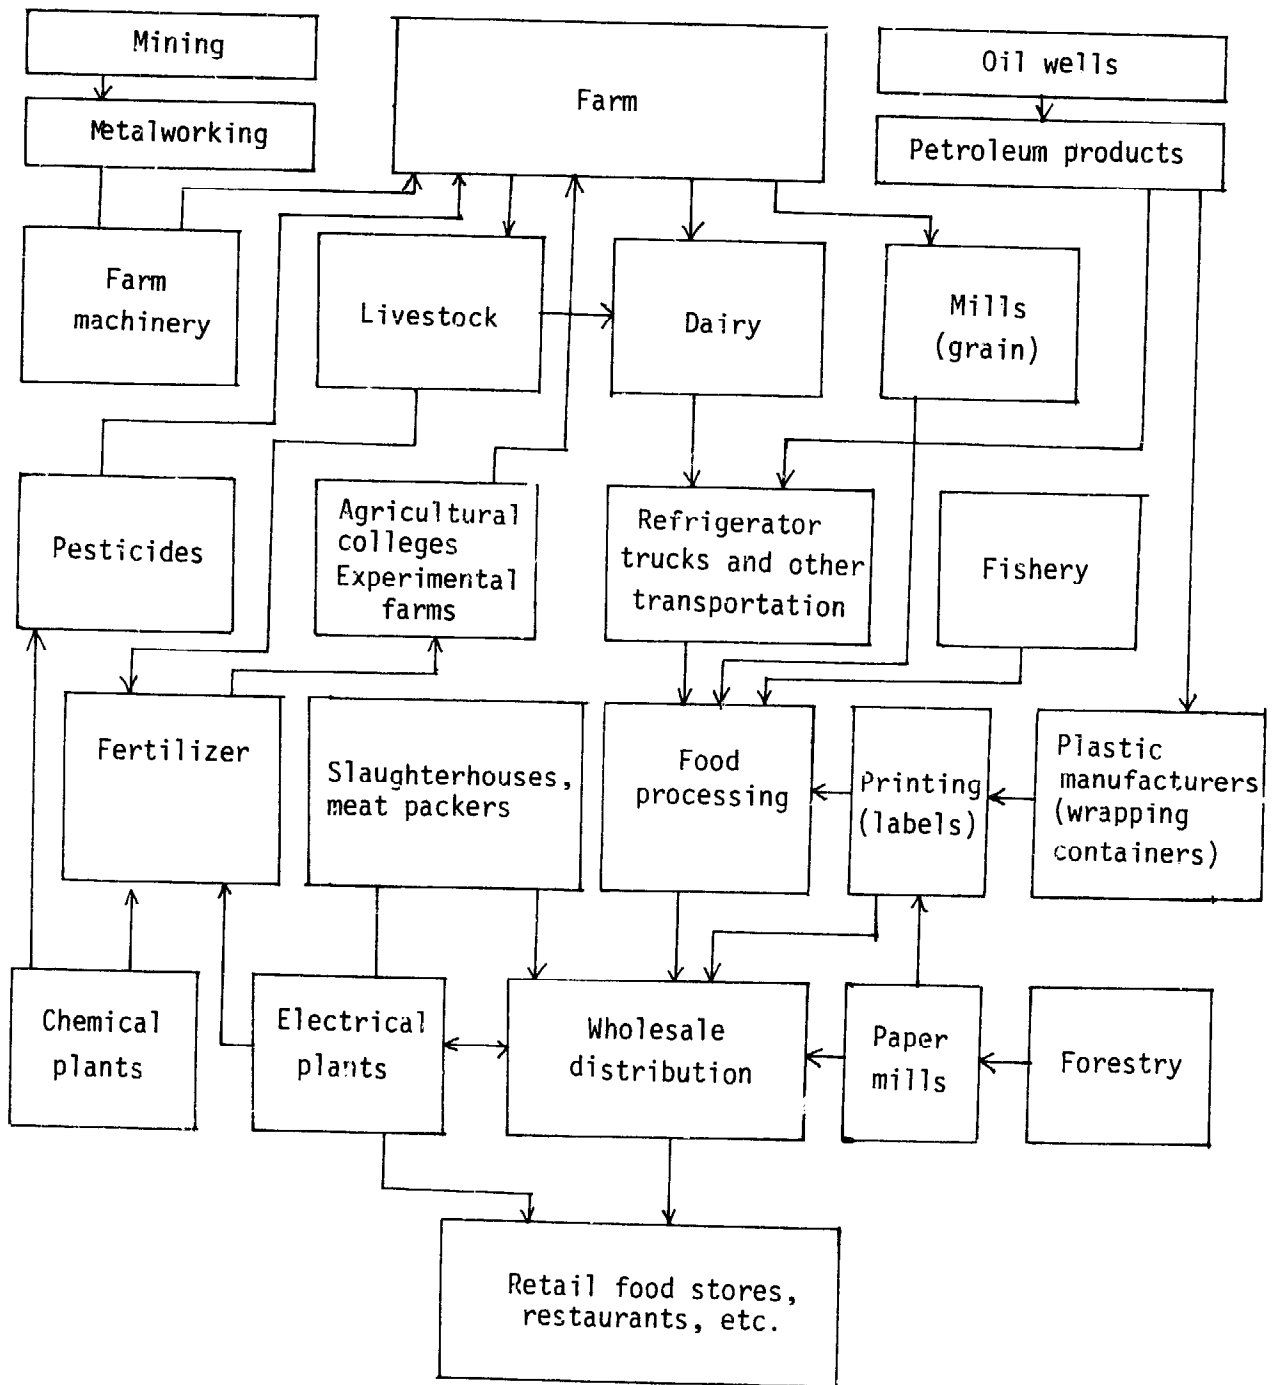 Mining
Farm
Oil wells
Metalworking
Petroleum products
Farm
machinery
Livestock
Dairy
Mills
(grain)
Pesticides
Agricultural
colleges
Experimental
farms
Refrigerator
trucks and other
transportation
Fishery
Fertilizer
Slaughterhouses,
meat packers
Food
processing
Printing
(labels)
Plastic
manufacturers
(wrapping
containers)
Chemical
plants
Electrical
plants
Wholesale
distribution
Paper
mills
Forestry
Retail food stores,
restaurants, etc.